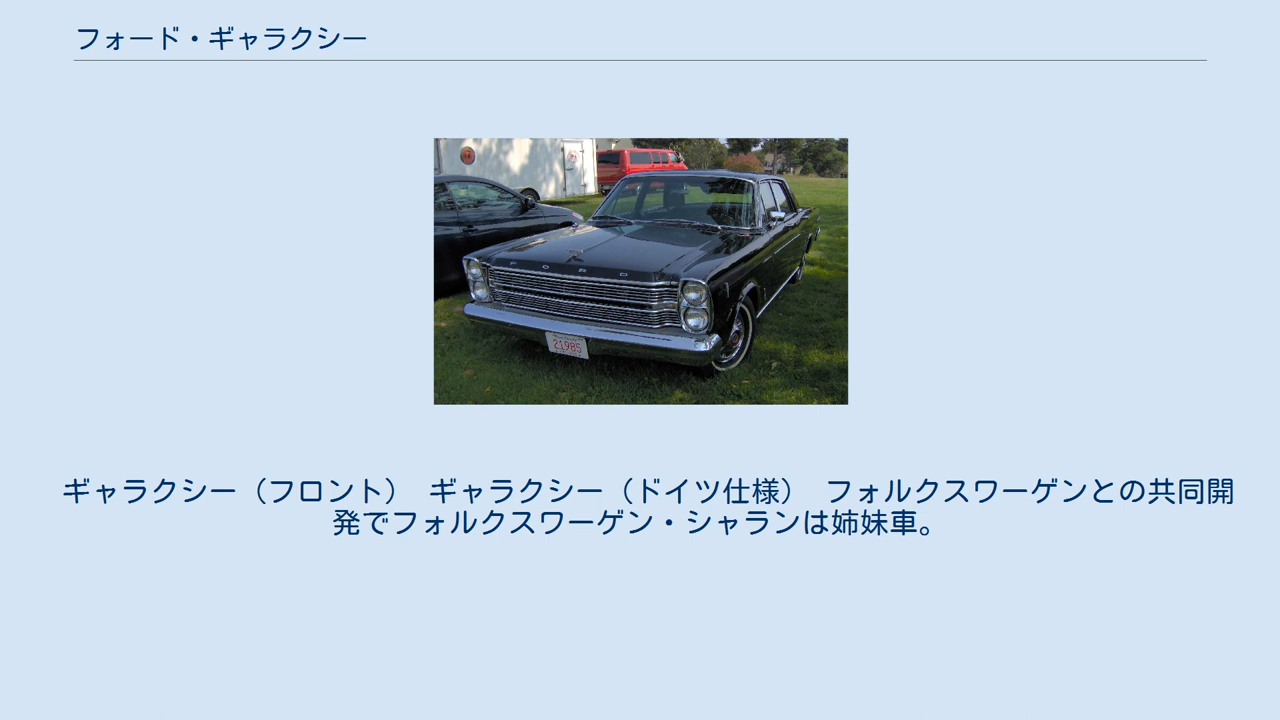 フォード・ギャラクシー
FORD
21985
ギャラクシー（フロント） ギャラクシー（ドイツ仕様） フォルクスワーゲンとの共同開
発でフォルクスワーゲン・シャランは姉妹車。